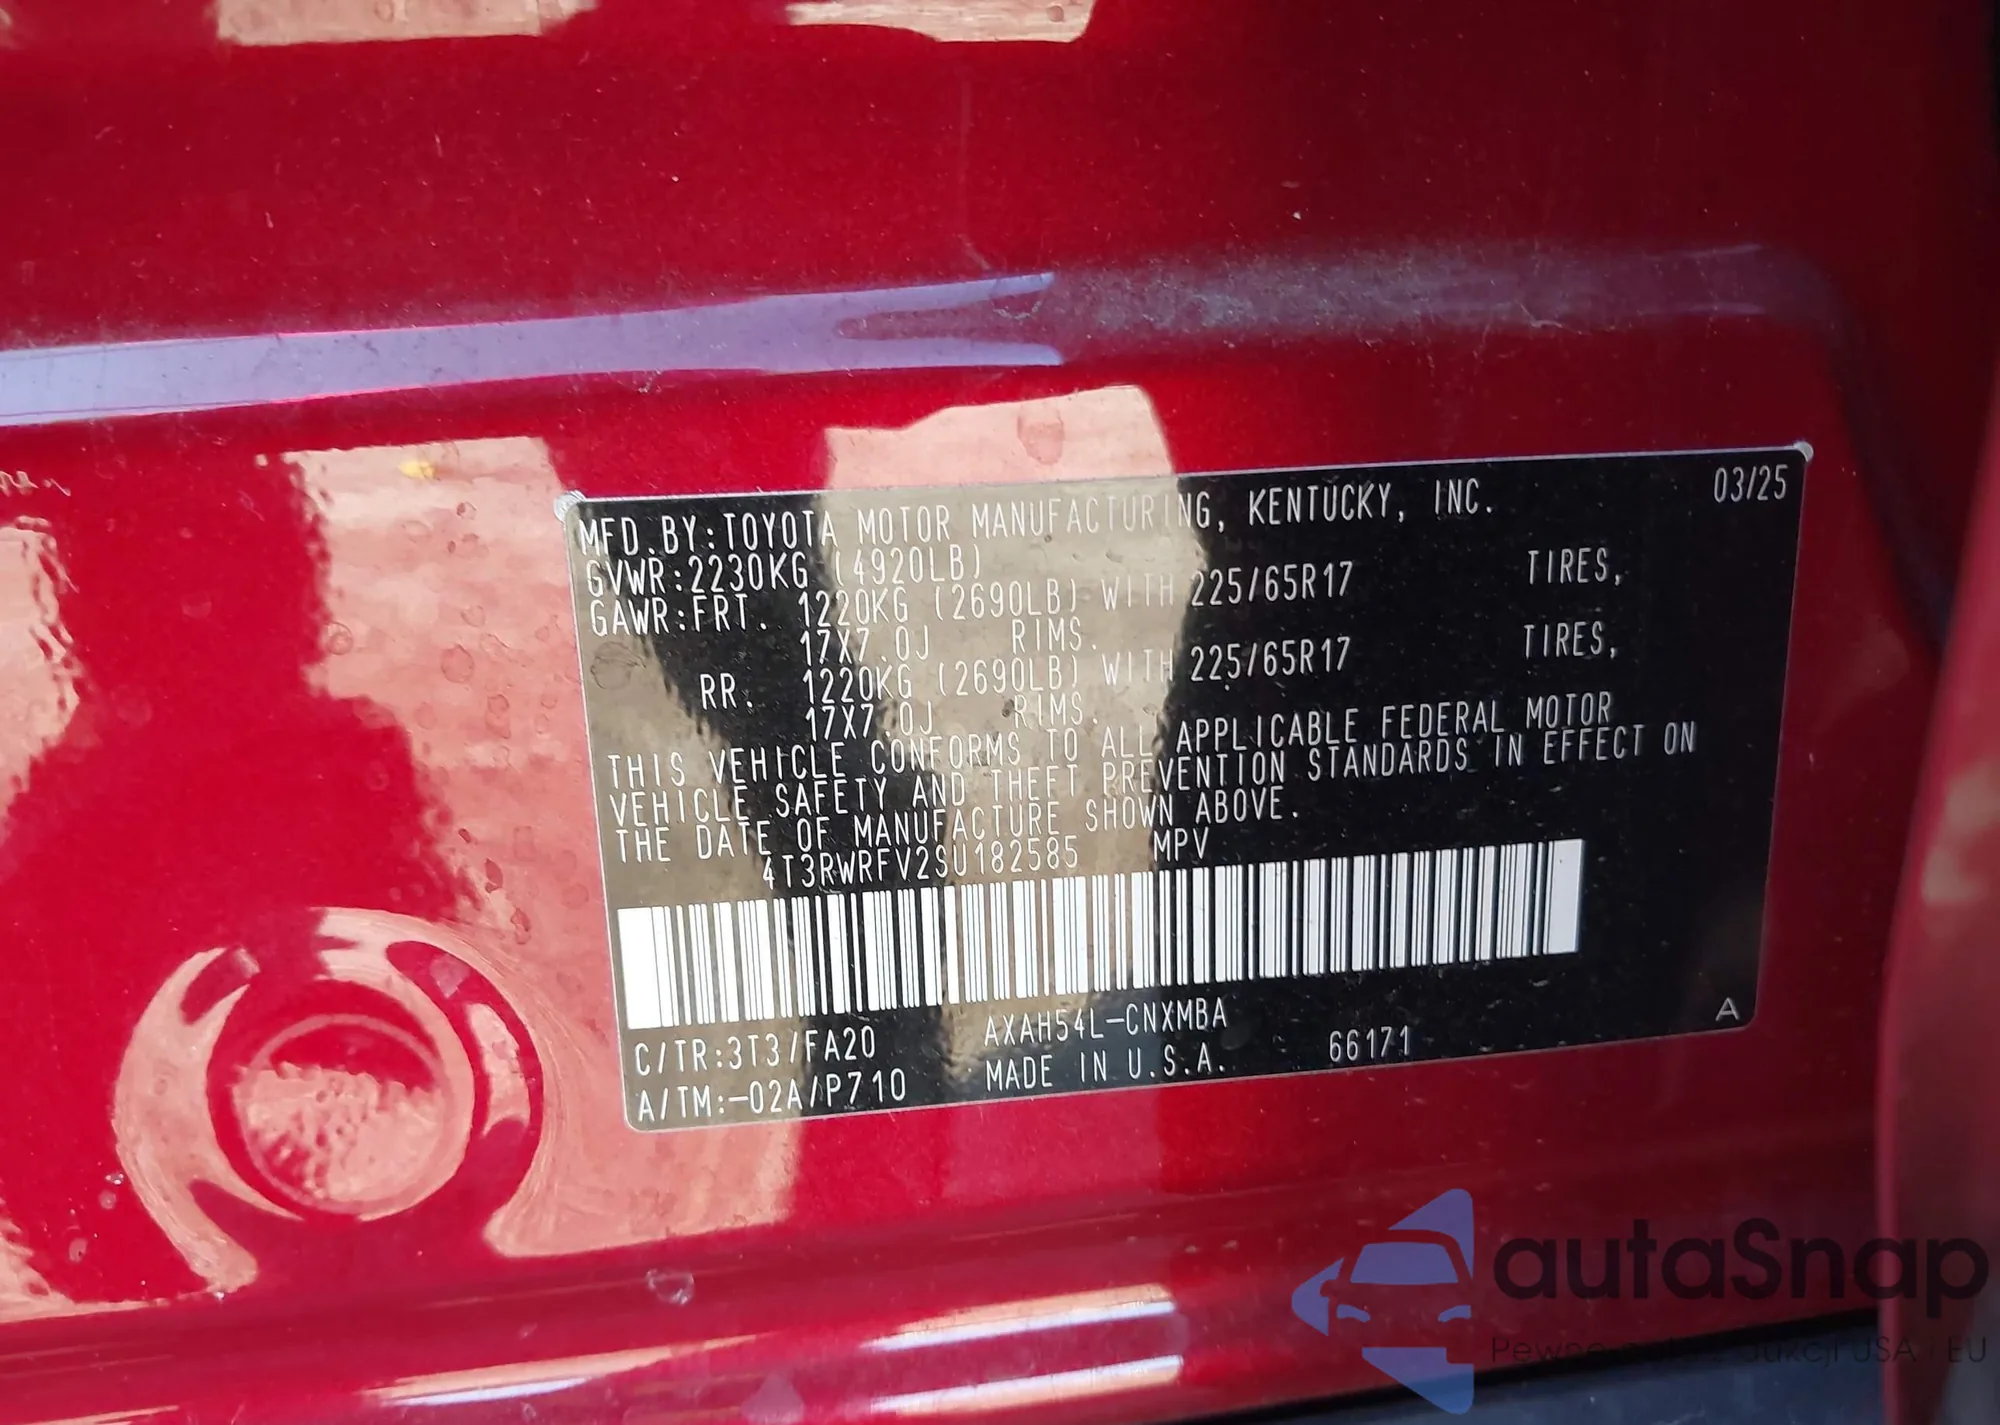 MFD.BY:TOYOTA MOTOR MANUFACTURING, KENTUCKY, INC. 03/25
GVWR:2230KG (4920LB)
GAWR:FRT. 1220KG (2690LB) WITH 225/65R17 TIRES,
17X7.0J RIMS.
RR. 1220KG (2690LB) WITH 225/65R17 TIRES,
17X7.0J RIMS.
THIS VEHICLE CONFORMS TO ALL APPLICABLE FEDERAL MOTOR
VEHICLE SAFETY AND THEFT PREVENTION STANDARDS IN EFFECT ON
THE DATE OF MANUFACTURE SHOWN ABOVE.
4T3RWRFV2SU182585 MPV
C/TR:3T3/FA20 AXAH54L-CNXMBA A
A/TM:-02A/P710 MADE IN U.S.A. 66171
autaSnap
USA EU